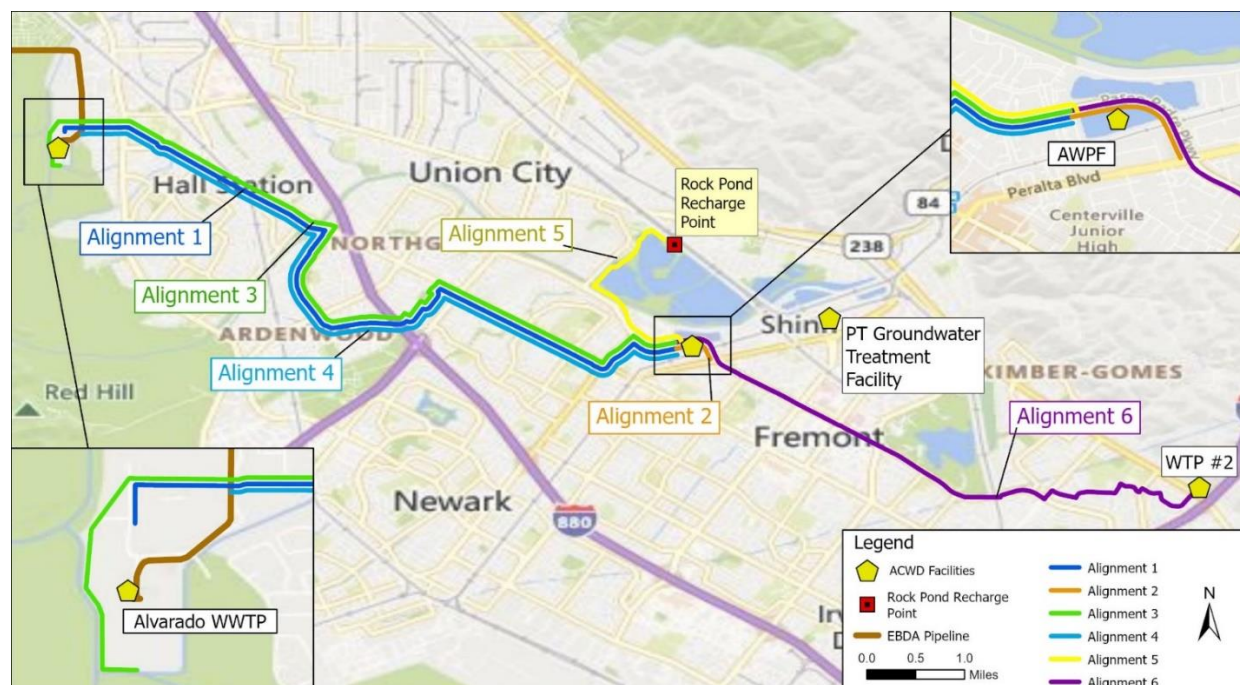 Union City
Hall Station
Rock Pond
Recharge
Point
Alignment 1
Alignment 5
Alignment 3
ARDENWOOD
Alignment 4
Red Hill
84
238
PT Groundwater
Treatment
Facility
KIMBER-GOMES
Alignment 2
Alignment 6
Fremont
WTP #2
Newark
880
AWPF
Peralta Blvd
Centerville
Junior
High
Alvarado WWTP
Legend
ACWD Facilities
Rock Pond Recharge
Point
EBDA Pipeline
0.0 0.5 1.0
Miles
Alignment 1
Alignment 2
Alignment 3
Alignment 4
Alignment 5
Alignment 6
N